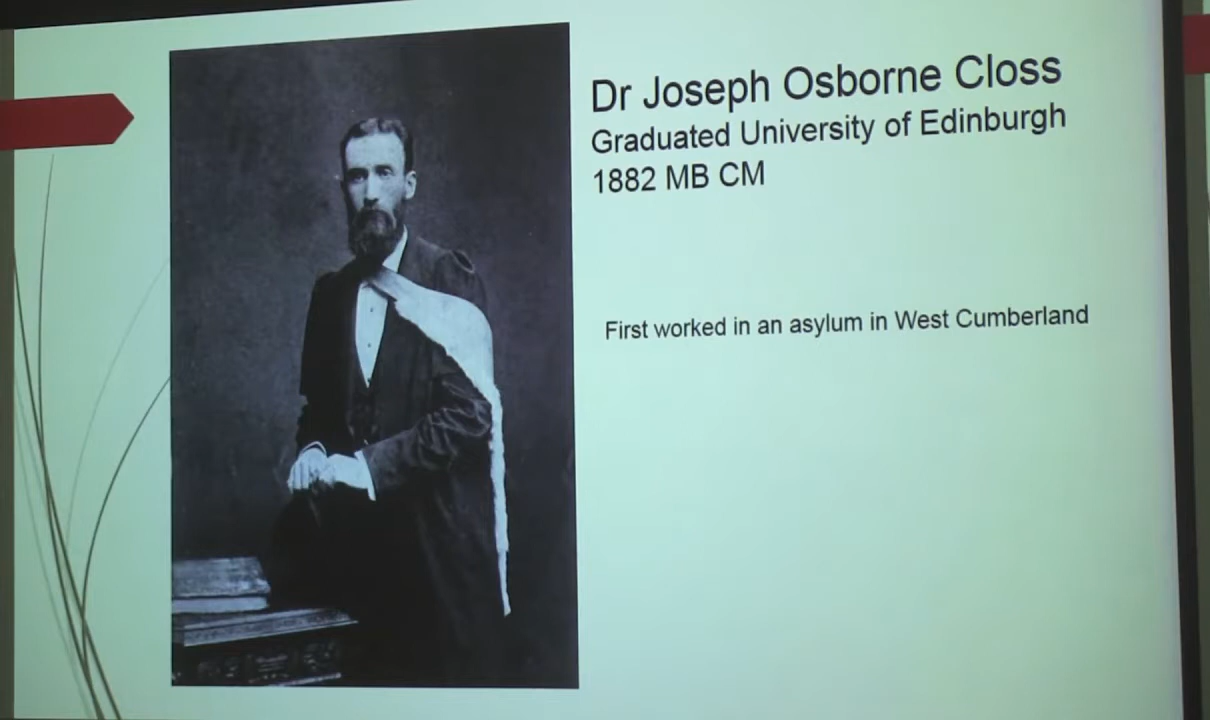 Dr Joseph Osborne Closs
Graduated University of Edinburgh
1882 MB CM
First worked in an asylum in West Cumberland